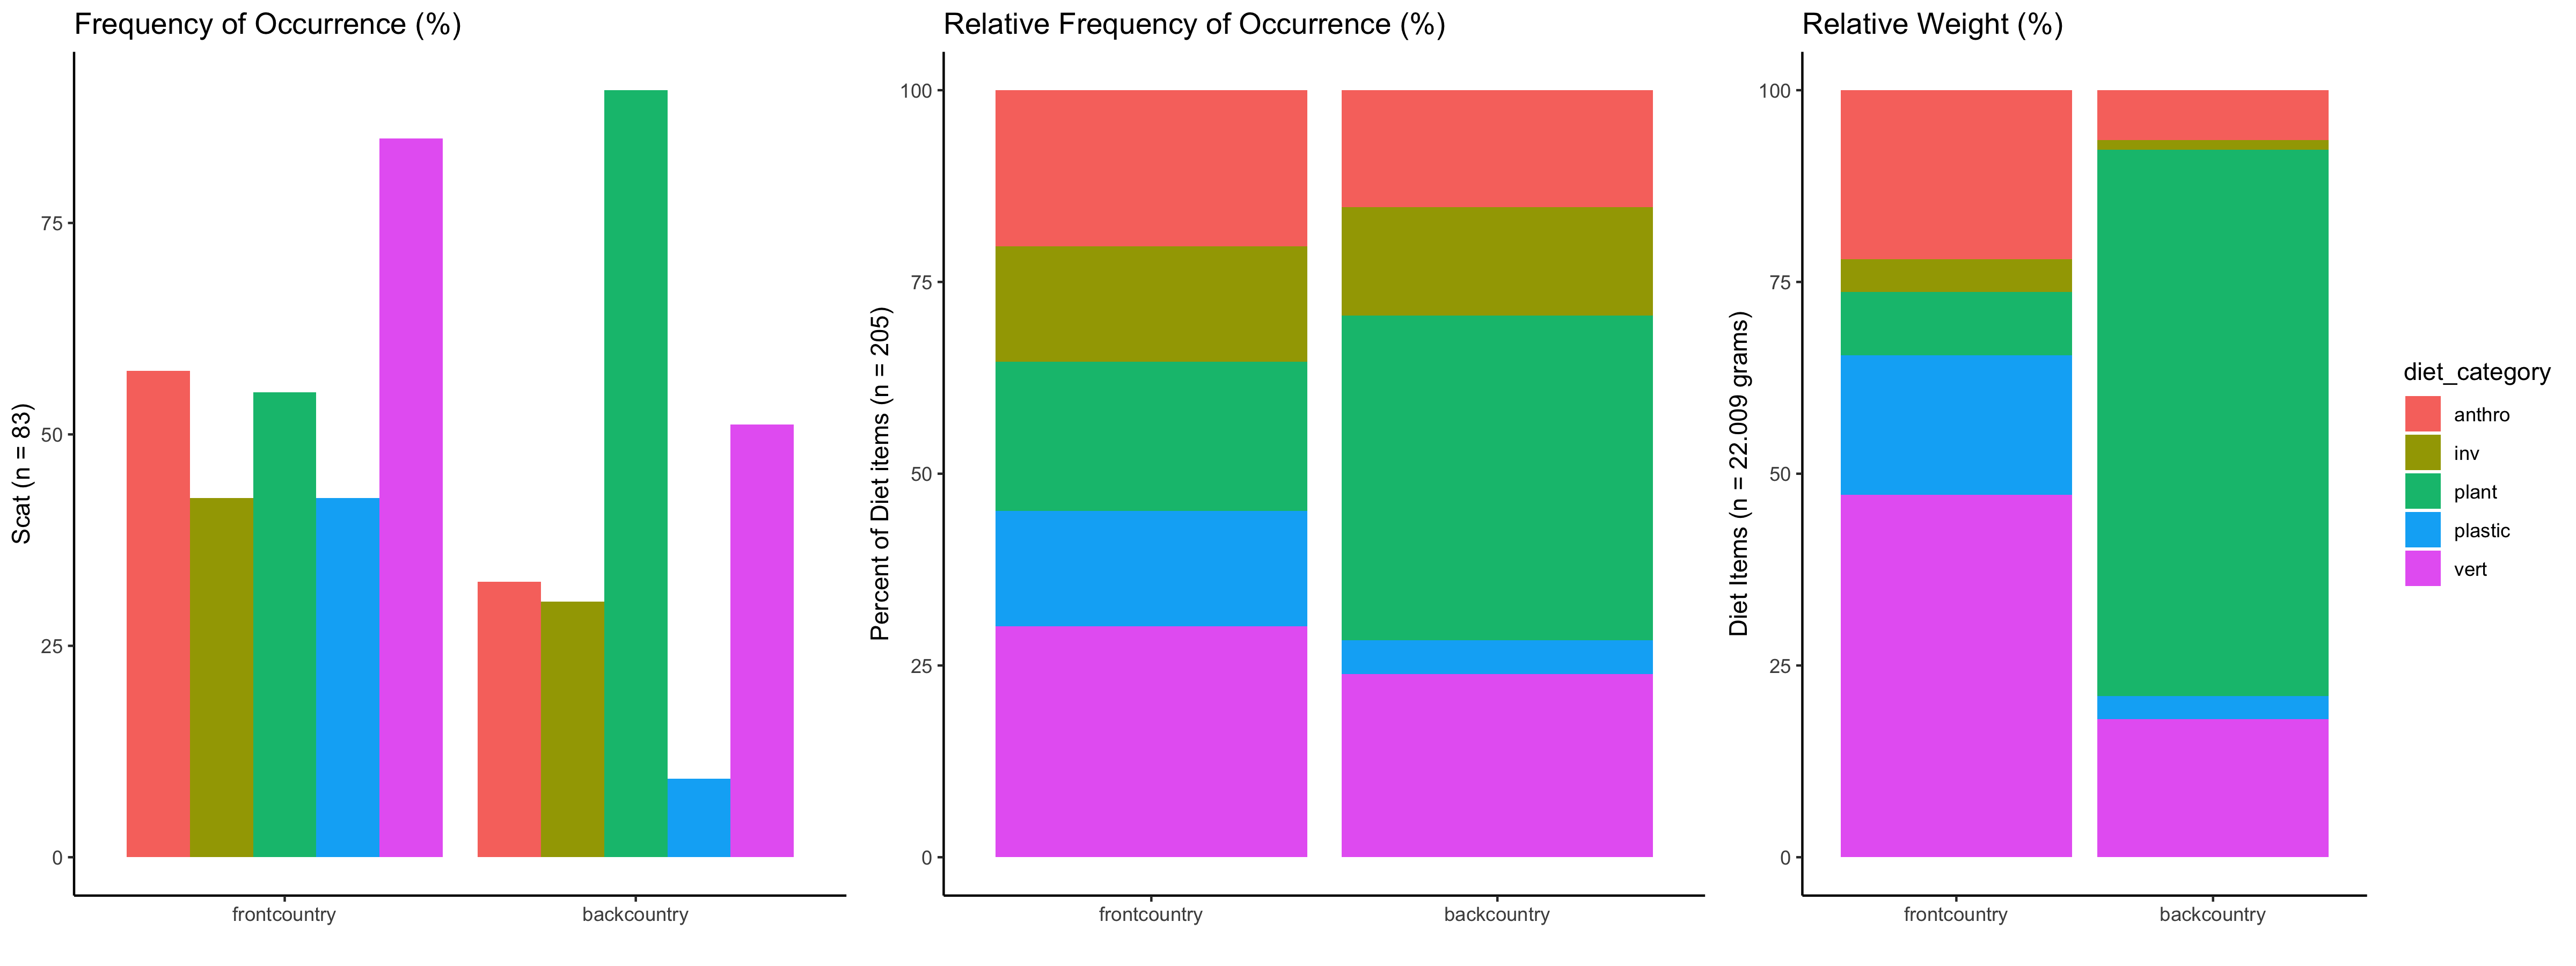 Frequency of Occurrence (%)
Scat (n = 83)
75
50
25
0
frontcountry
backcountry
Relative Frequency of Occurrence (%)
Percent of Diet items (n = 205)
100
75
50
25
0
frontcountry
backcountry
Relative Weight (%)
Diet Items (n = 22.009 grams)
100
75
50
25
0
frontcountry
backcountry
diet_category
anthro
inv
plant
plastic
vert